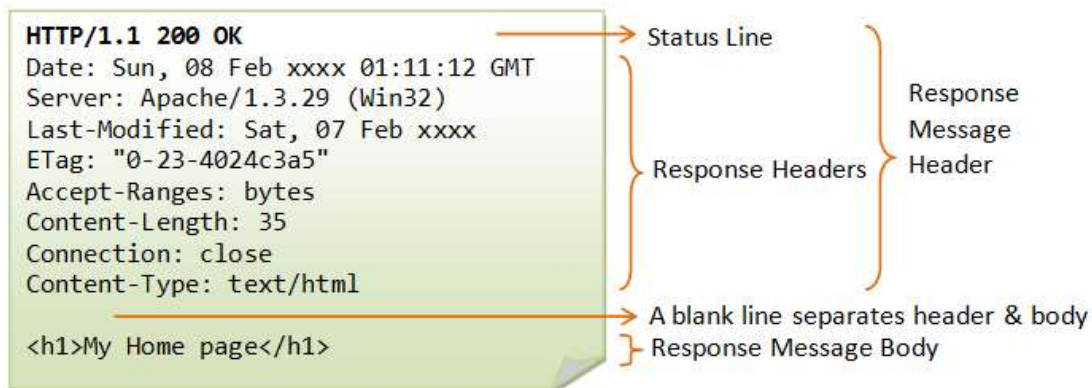 HTTP/1.1 200 OK
Date: Sun, 08 Feb xxxx 01:11:12 GMT
Server: Apache/1.3.29 (Win32)
Last-Modified: Sat, 07 Feb xxxx
ETag: "0-23-4024c3a5"
Accept-Ranges: bytes
Content-Length: 35
Connection: close
Content-Type: text/html
<h1>My Home page</h1>
Status Line
Response Headers
Response
Message
Header
A blank line separates header & body
Response Message Body